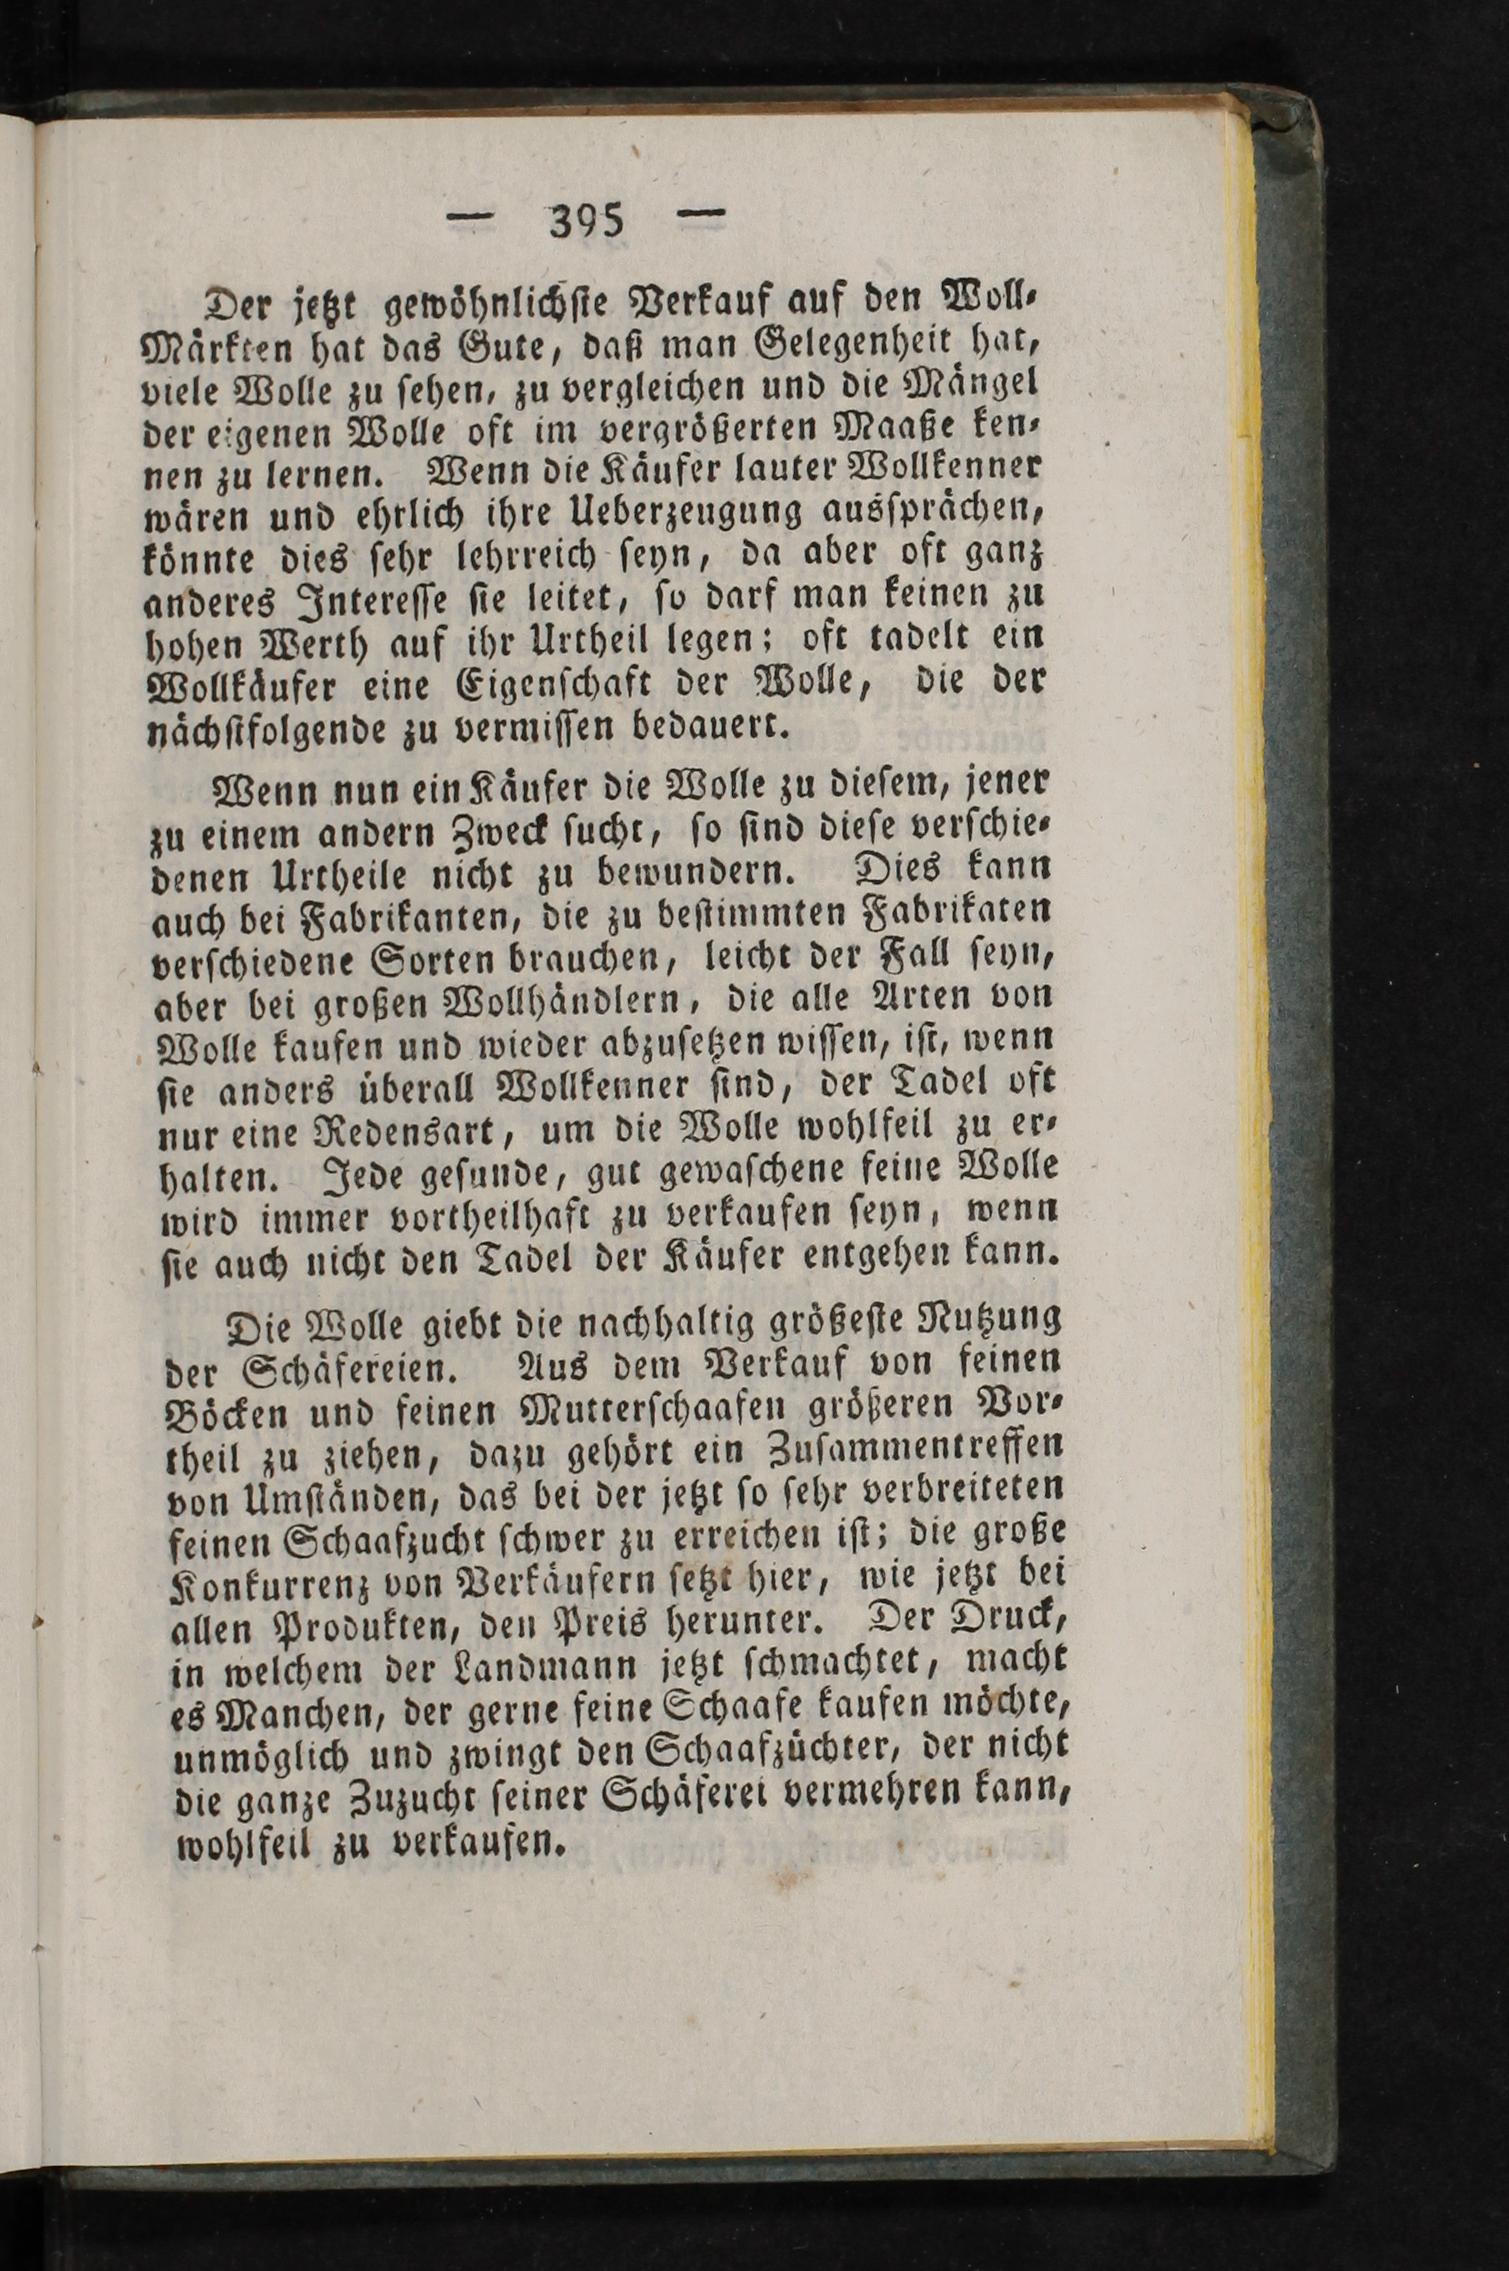 — 395 —
Der jetzt gewöhnlichste Verkauf auf den Woll-
Märkten hat das Gute, daß man Gelegenheit hat,
viele Wolle zu sehen, zu vergleichen und die Mängel
der eigenen Wolle oft im vergrößerten Maaße ken-
nen zu lernen. Wenn die Käufer lauter Wollkenner
wären und ehrlich ihre Ueberzeugung aussprächen,
könnte dies sehr lehrreich seyn, da aber oft ganz
anderes Interesse sie leitet, so darf man keinen zu
hohen Werth auf ihr Urtheil legen; oft tadelt ein
Wollkäufer eine Eigenschaft der Wolle, die der
nächstfolgende zu vermissen bedauert.
Wenn nun ein Käufer die Wolle zu diesem, jener
zu einem andern Zweck sucht, so sind diese verschie-
denen Urtheile nicht zu bewundern. Dies kann
auch bei Fabrikanten, die zu bestimmten Fabrikaten
verschiedene Sorten brauchen, leicht der Fall seyn,
aber bei großen Wollhändlern, die alle Arten von
Wolle kaufen und wieder abzusetzen wissen, ist, wenn
sie anders überall Wollkenner sind, der Tadel oft
nur eine Redensart, um die Wolle wohlfeil zu er-
halten. Jede gesunde, gut gewaschene feine Wolle
wird immer vortheilhaft zu verkaufen seyn, wenn
sie auch nicht den Tadel der Käufer entgehen kann.
Die Wolle giebt die nachhaltig größeste Nutzung
der Schäfereien. Aus dem Verkauf von feinen
Böcken und feinen Mutterschaafen größeren Vor-
theil zu ziehen, dazu gehört ein Zusammentreffen
von Umständen, das bei der jetzt so sehr verbreiteten
feinen Schaafzucht schwer zu erreichen ist; die große
Konkurrenz von Verkäufern setzt hier, wie jetzt bei
allen Produkten, den Preis herunter. Der Druck,
in welchem der Landmann jetzt schmachtet, macht
es Manchen, der gerne feine Schaafe kaufen möchte,
unmöglich und zwingt den Schaafzüchter, der nicht
die ganze Zuzucht seiner Schäferei vermehren kann,
wohlfeil zu verkaufen.